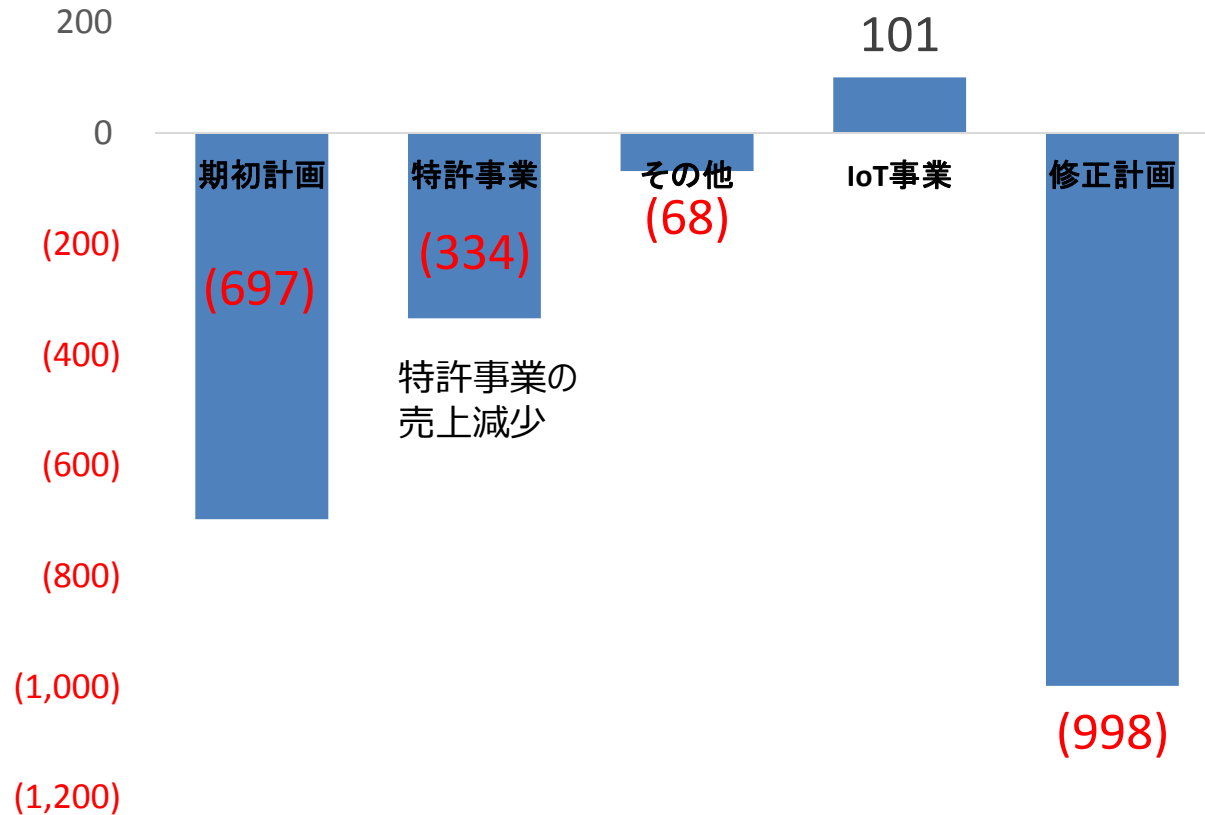 200
101
0
期初計画
特許事業
その他
IoT事業
修正計画
(68)
(200)
(334)
(697)
(400)
特許事業の
売上減少
(600)
(800)
(1,000)
(998)
(1,200)